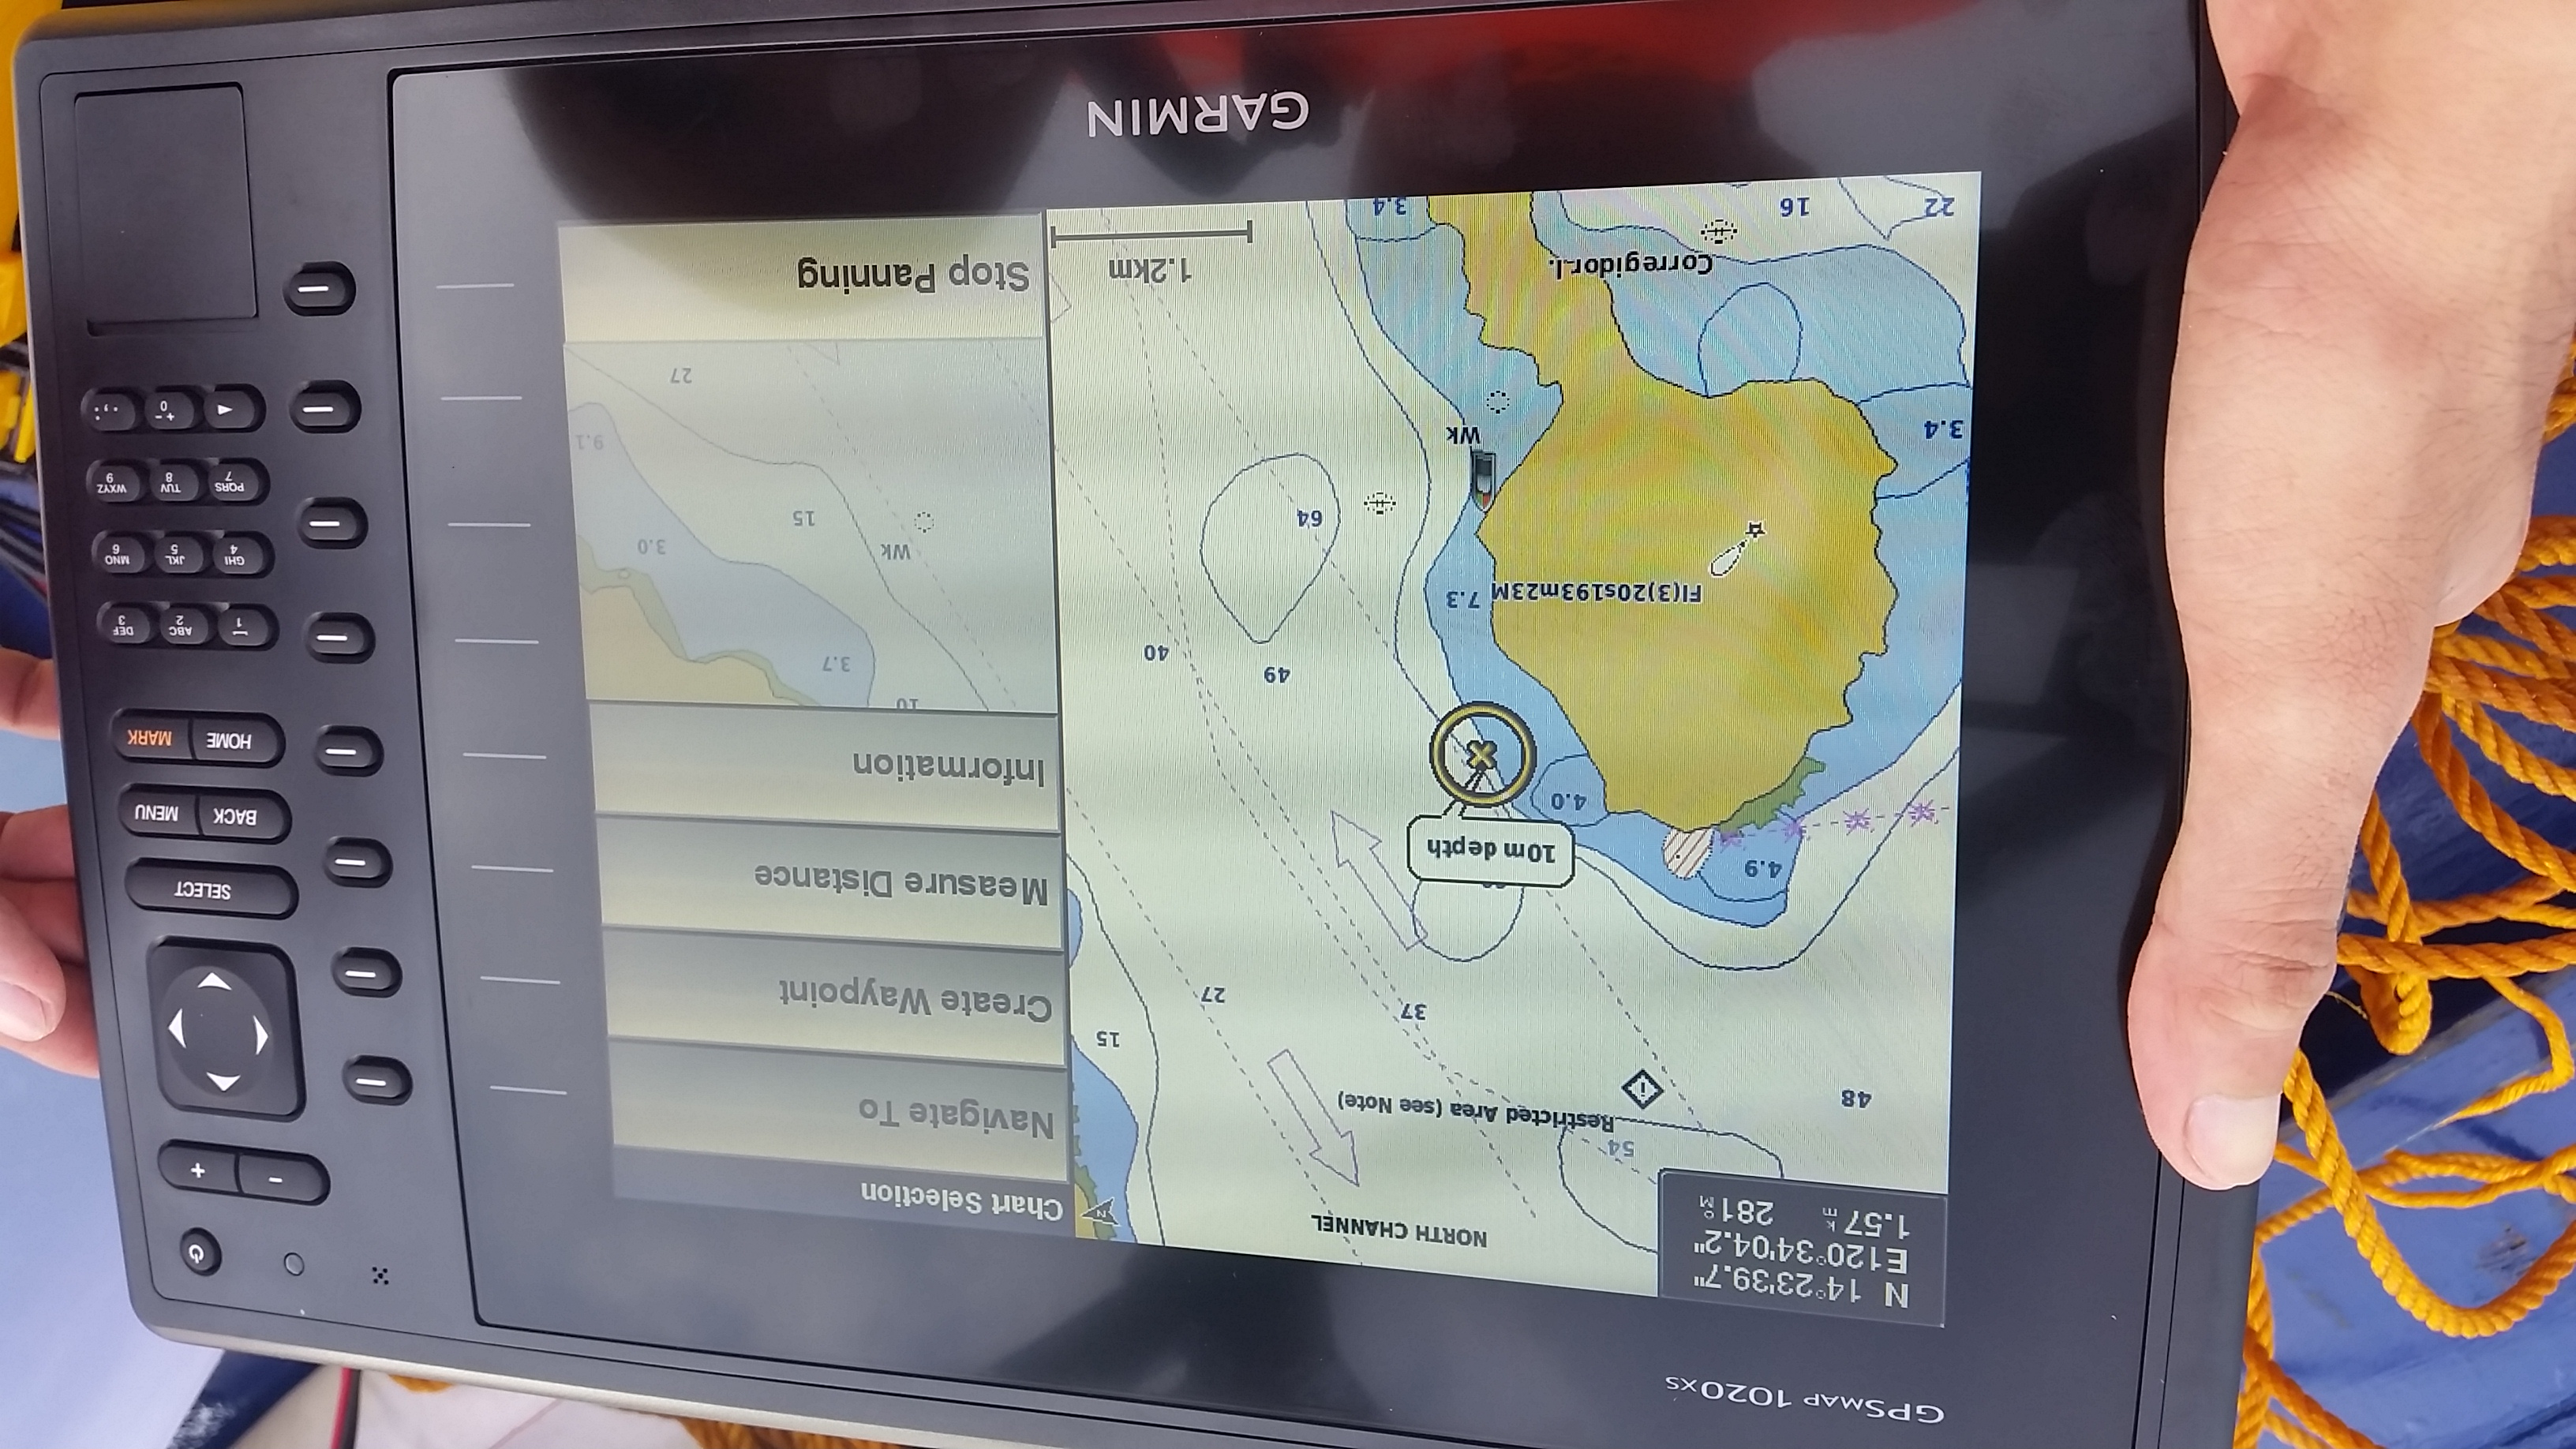 GPSMAP 1020XS
N 14°23'39.7"
E120°34'04.2"
1.57 km 281°M
NORTH CHANNEL
54
Restricted Area (see Note)
48
15
37
27
4.9
10m depth
4.0
49
40
Fl(3)20s193m23M
7.3
64
Wk
3.4
Corregidor I.
1.2km
22
16
3.4
N
Chart Selection
Navigate To
Create Waypoint
Measure Distance
Information
10
3.7
Wk
3.0
15
9.1
27
Stop Panning
GARMIN
- +
SELECT
BACK MENU
HOME MARK
1 ABC 2 DEF 3
GHI 4 JKL 5 MNO 6
PQRS 7 TUV 8 WXYZ 9
+- 0 .,: